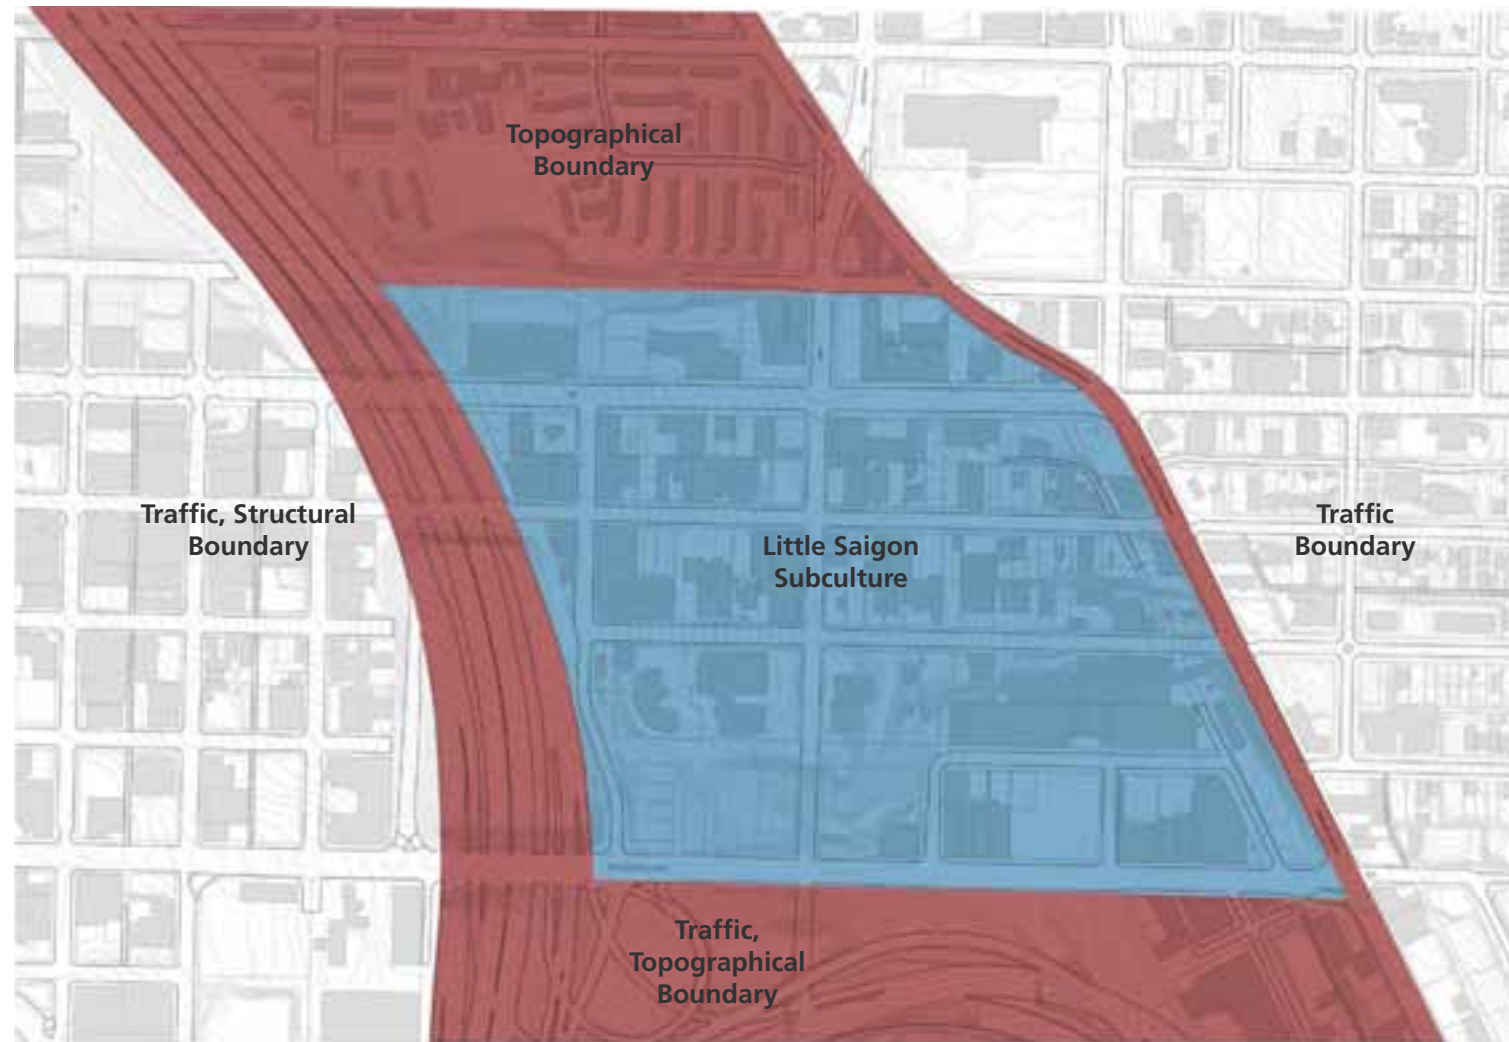 Topographical
Boundary
Traffic, Structural
Boundary
Little Saigon
Subculture
Traffic
Boundary
Traffic,
Topographical
Boundary